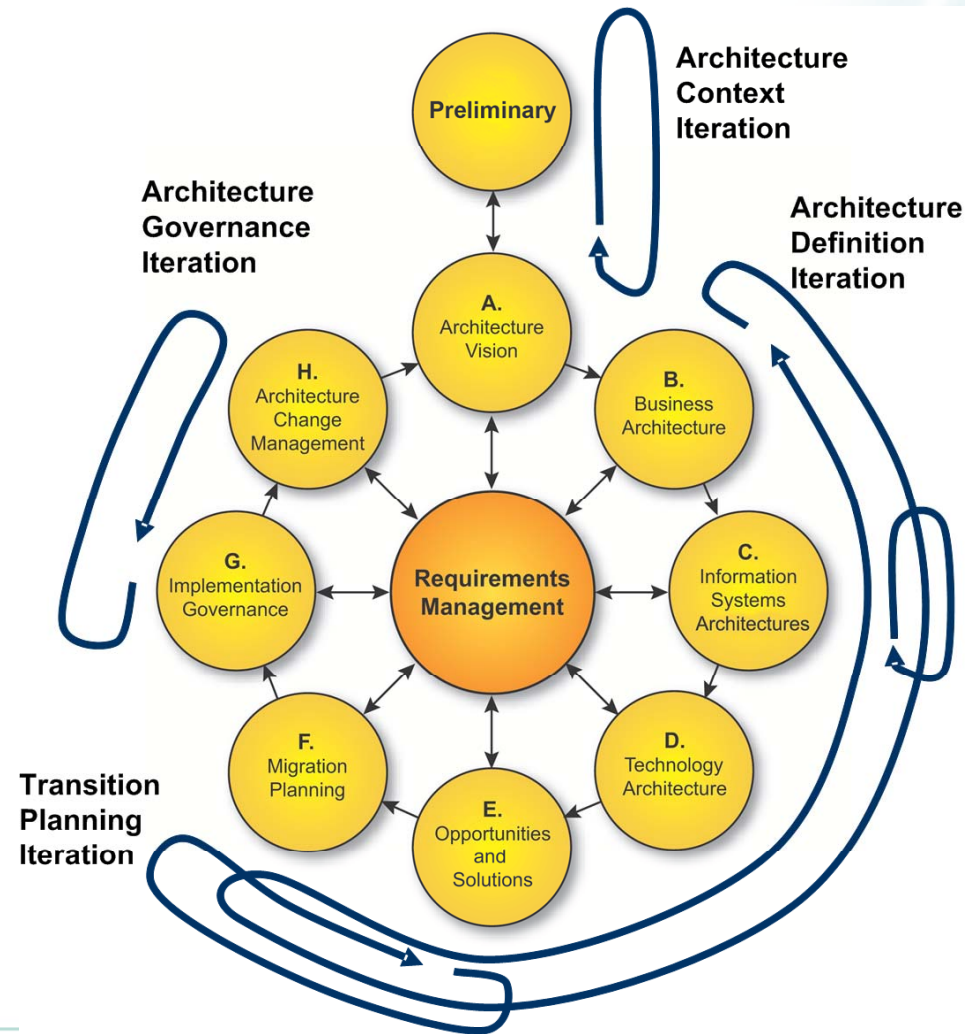 Preliminary
Architecture
Context
Iteration
Architecture
Governance
Iteration
Architecture
Definition
Iteration
A.
Architecture
Vision
H.
Architecture
Change
Management
B.
Business
Architecture
G.
Implementation
Governance
Requirements
Management
C.
Information
Systems
Architectures
F.
Migration
Planning
D.
Technology
Architecture
Transition
Planning
Iteration
E.
Opportunities
and
Solutions